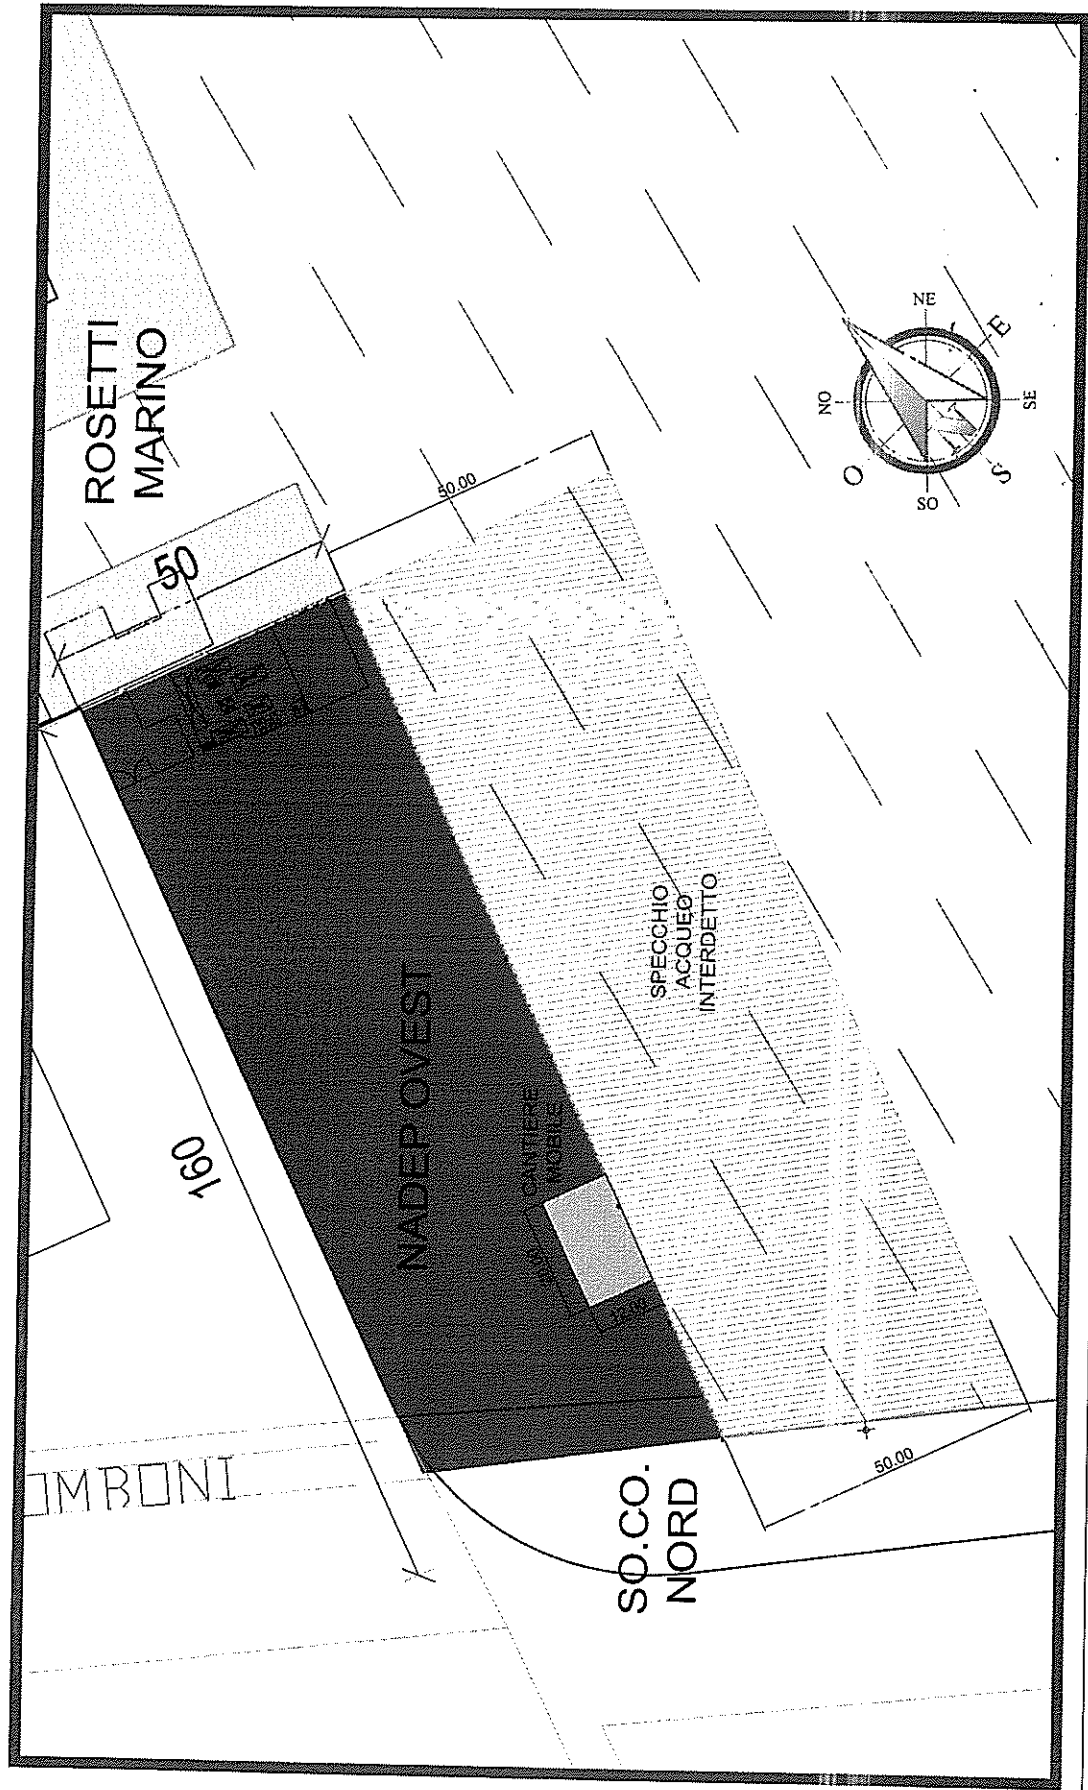 ROSETTI
MARINO
50
50.00
160
NADEP OVEST
CANTIERE
MOBILE
SPECCHIO
ACQUEO
INTERDETTO
OMBONI
SO.CO.
NORD
50.00
NO
NE
E
SE
S
SO
O
N